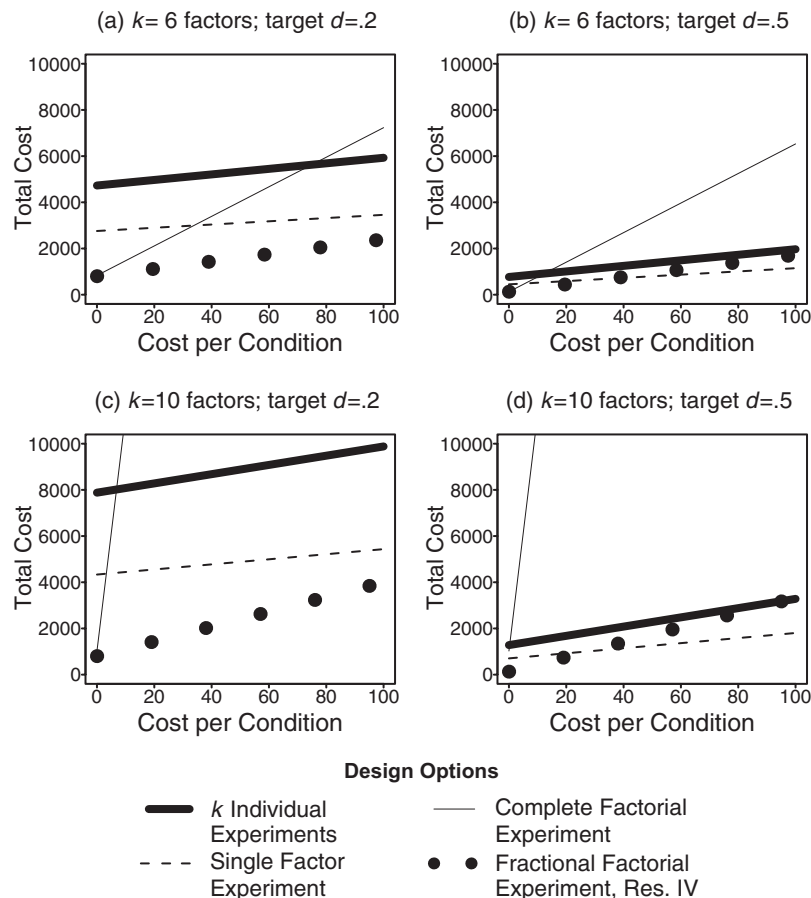 (a) k= 6 factors; target d=.2
10000
8000
6000
4000
2000
0
Total Cost
0 20 40 60 80 100
Cost per Condition
(b) k= 6 factors; target d=.5
10000
8000
6000
4000
2000
0
Total Cost
0 20 40 60 80 100
Cost per Condition
(c) k=10 factors; target d=.2
10000
8000
6000
4000
2000
0
Total Cost
0 20 40 60 80 100
Cost per Condition
(d) k=10 factors; target d=.5
10000
8000
6000
4000
2000
0
Total Cost
0 20 40 60 80 100
Cost per Condition
Design Options
k Individual
Experiments
Single Factor
Experiment
Complete Factorial
Experiment
Fractional Factorial
Experiment, Res. IV